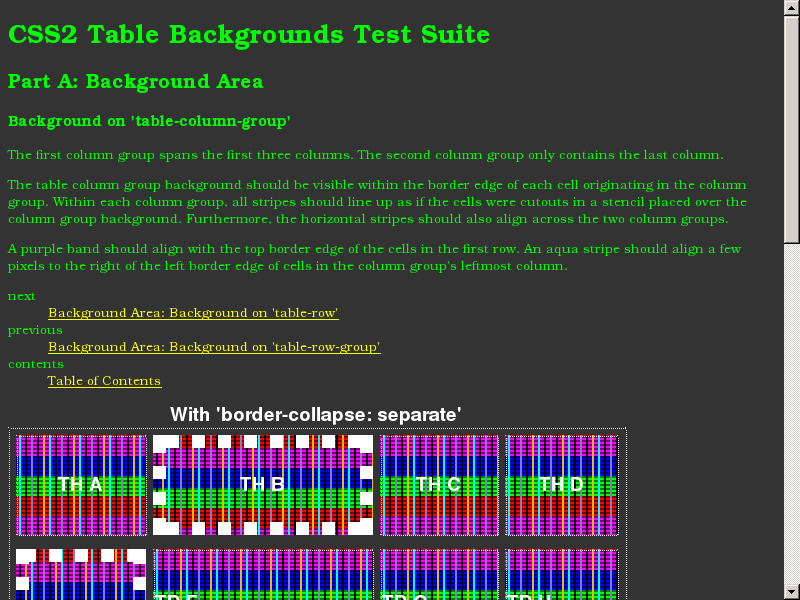 CSS2 Table Backgrounds Test Suite
Part A: Background Area
Background on 'table-column-group'
The first column group spans the first three columns. The second column group only contains the last column.
The table column group background should be visible within the border edge of each cell originating in the column
group. Within each column group, all stripes should line up as if the cells were cutouts in a stencil placed over the
column group background. Furthermore, the horizontal stripes should also align across the two column groups.
A purple band should align with the top border edge of the cells in the first row. An aqua stripe should align a few
pixels to the right of the left border edge of cells in the column group's leftmost column.
next
Background Area: Background on 'table-row'
previous
Background Area: Background on 'table-row-group'
contents
Table of Contents
With 'border-collapse: separate'
TH A TH B TH C TH D